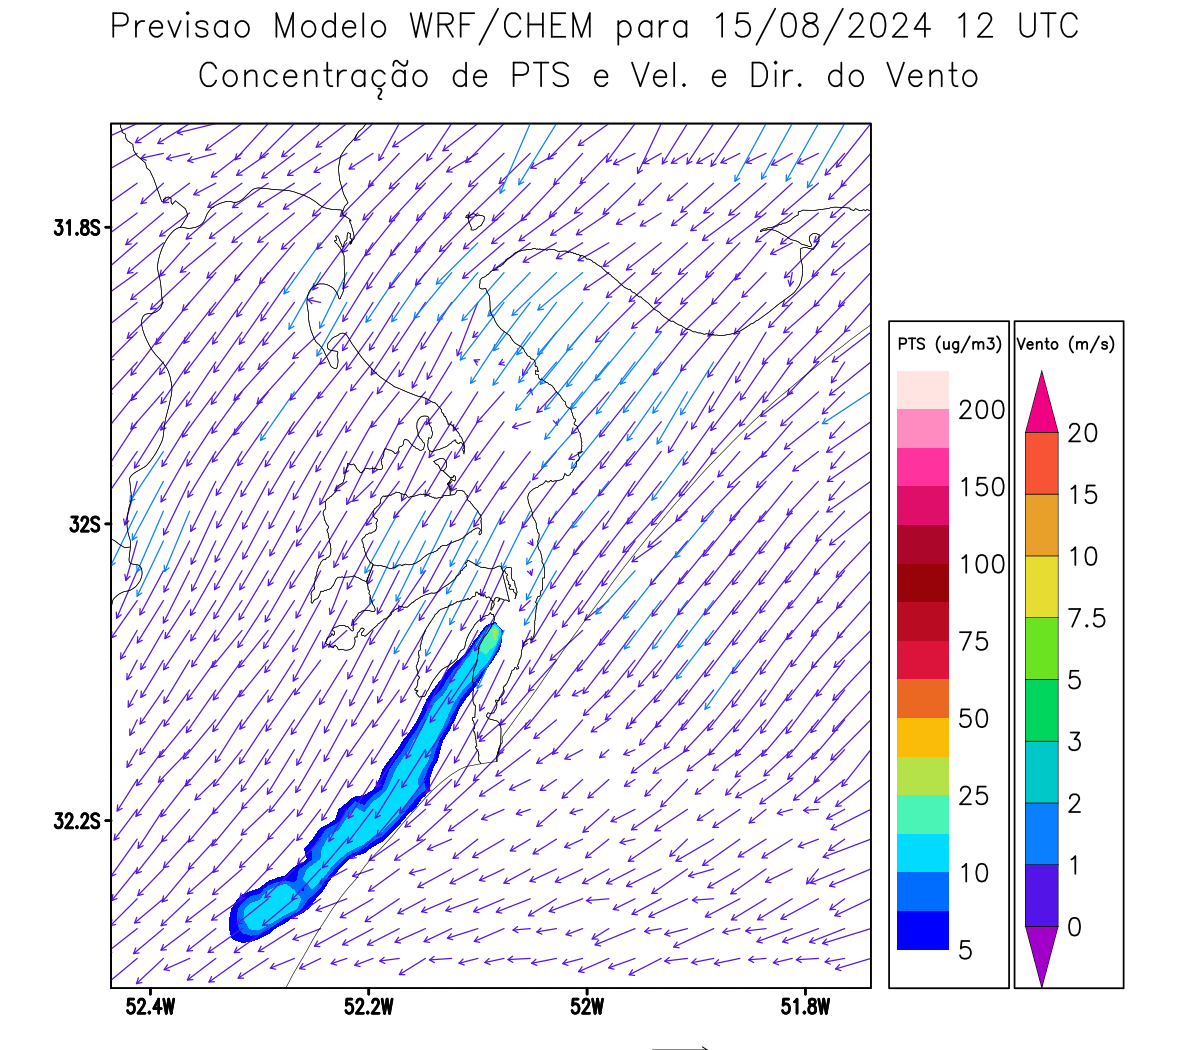 Previsao Modelo WRF/CHEM para 15/08/2024 12 UTC
Concentração de PTS e Vel. e Dir. do Vento
31.8S
32S
32.2S
52.4W
52.2W
52W
51.8W
PTS (ug/m3)
200
150
100
75
50
25
10
5
Vento (m/s)
20
15
10
7.5
5
3
2
1
0